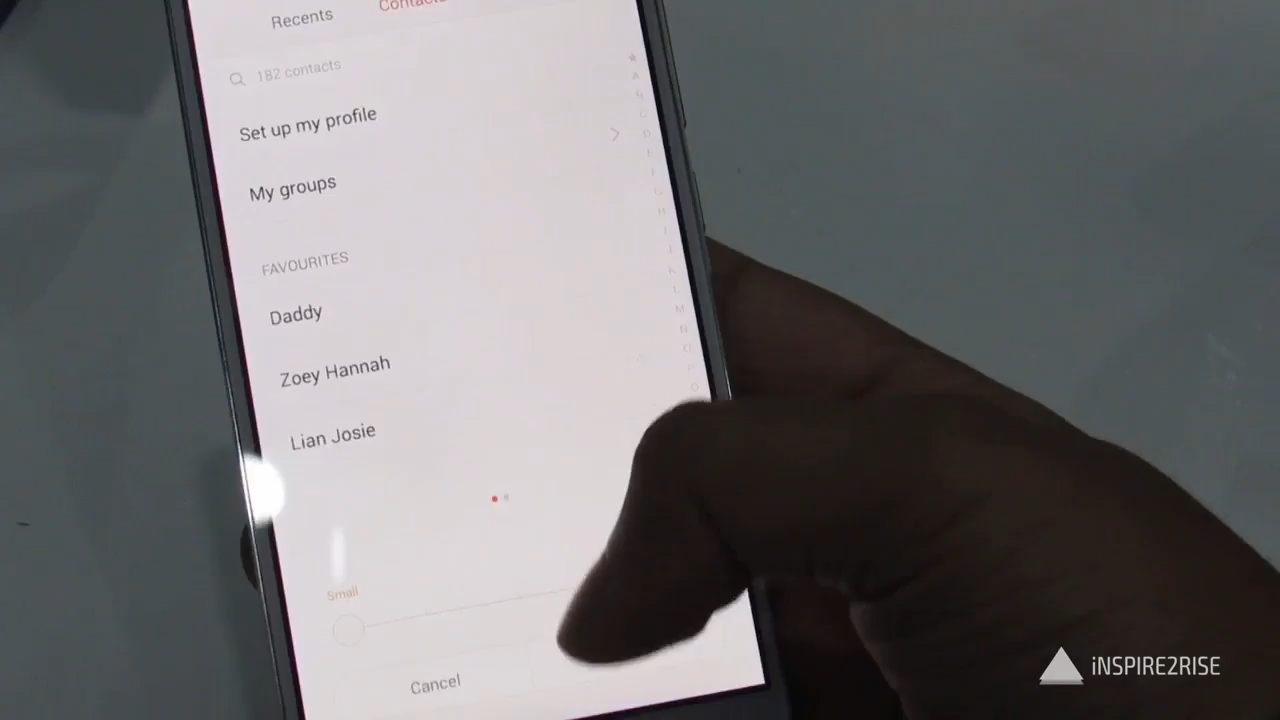 Recents Contacts
182 contacts
Set up my profile
My groups
FAVOURITES
Daddy
Zoey Hannah
Lian Josie
Small
Cancel
iNSPIRE2RISE